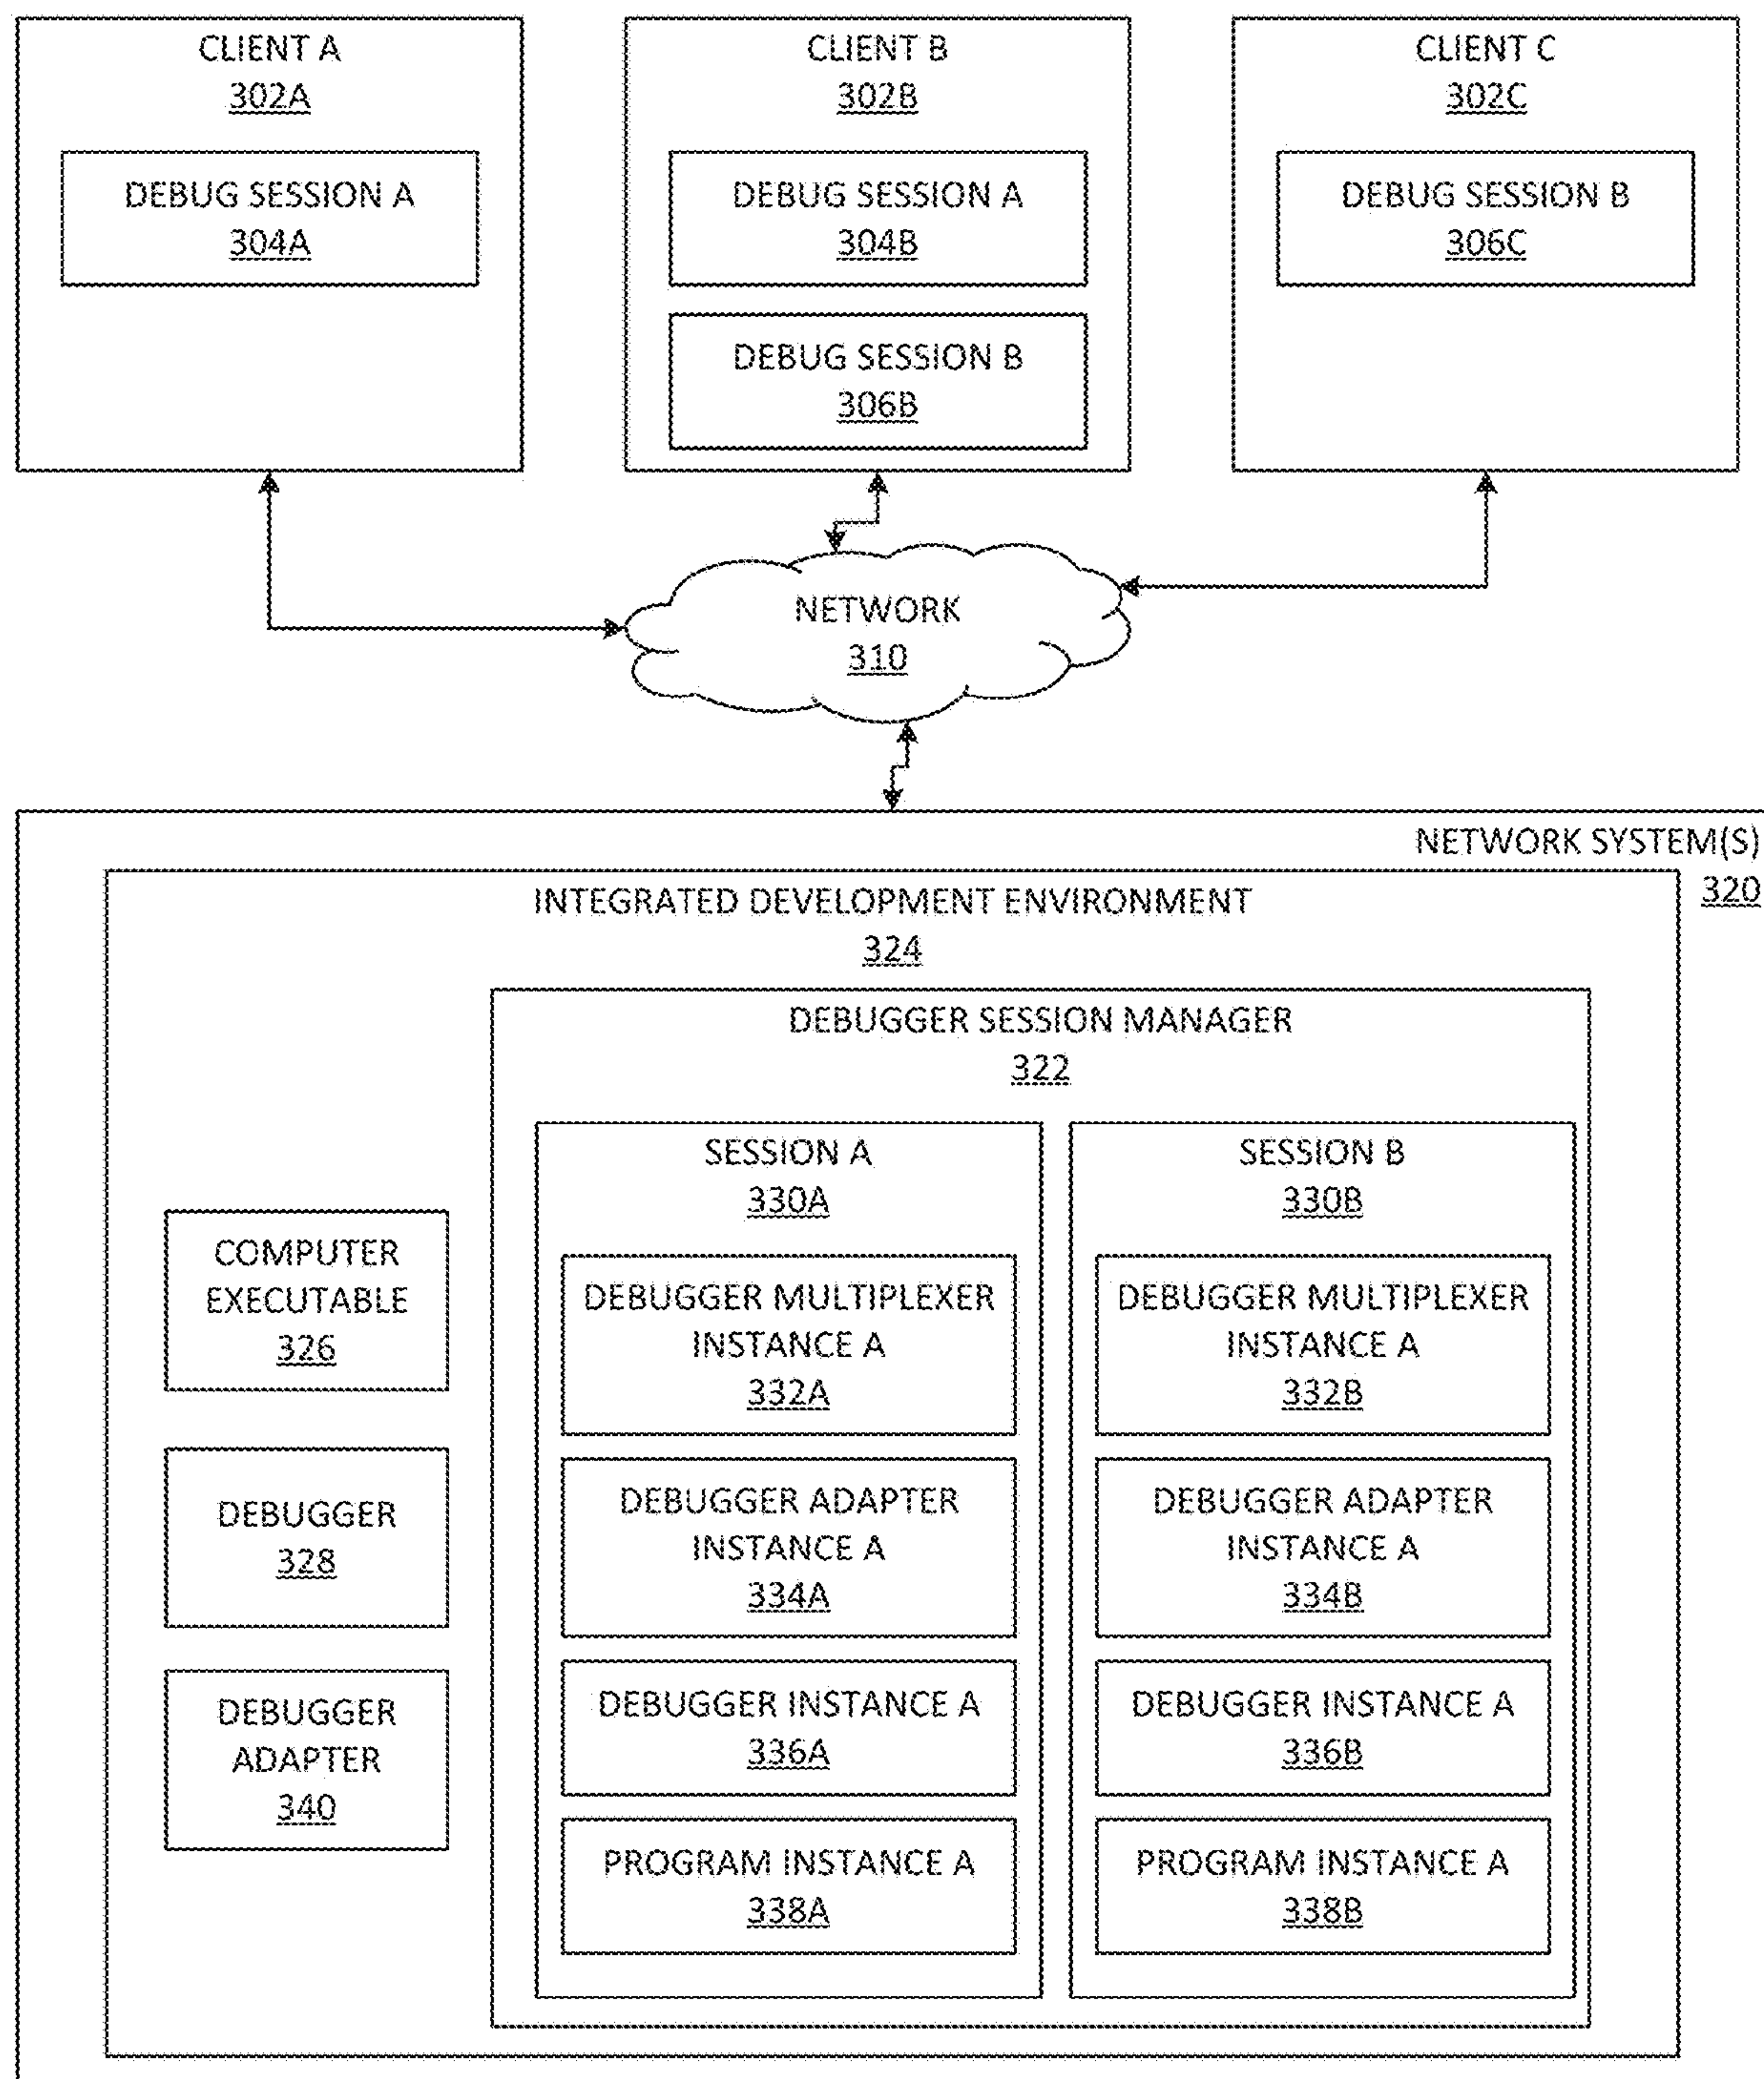 CLIENT A
302A
DEBUG SESSION A
304A
CLIENT B
302B
DEBUG SESSION A
304B
DEBUG SESSION B
306B
CLIENT C
302C
DEBUG SESSION B
306C
NETWORK
310
NETWORK SYSTEM(S)
320
INTEGRATED DEVELOPMENT ENVIRONMENT
324
DEBUGGER SESSION MANAGER
322
COMPUTER
EXECUTABLE
326
DEBUGGER
328
DEBUGGER
ADAPTER
340
SESSION A
330A
DEBUGGER MULTIPLEXER
INSTANCE A
332A
DEBUGGER ADAPTER
INSTANCE A
334A
DEBUGGER INSTANCE A
336A
PROGRAM INSTANCE A
338A
SESSION B
330B
DEBUGGER MULTIPLEXER
INSTANCE A
332B
DEBUGGER ADAPTER
INSTANCE A
334B
DEBUGGER INSTANCE A
336B
PROGRAM INSTANCE A
338B